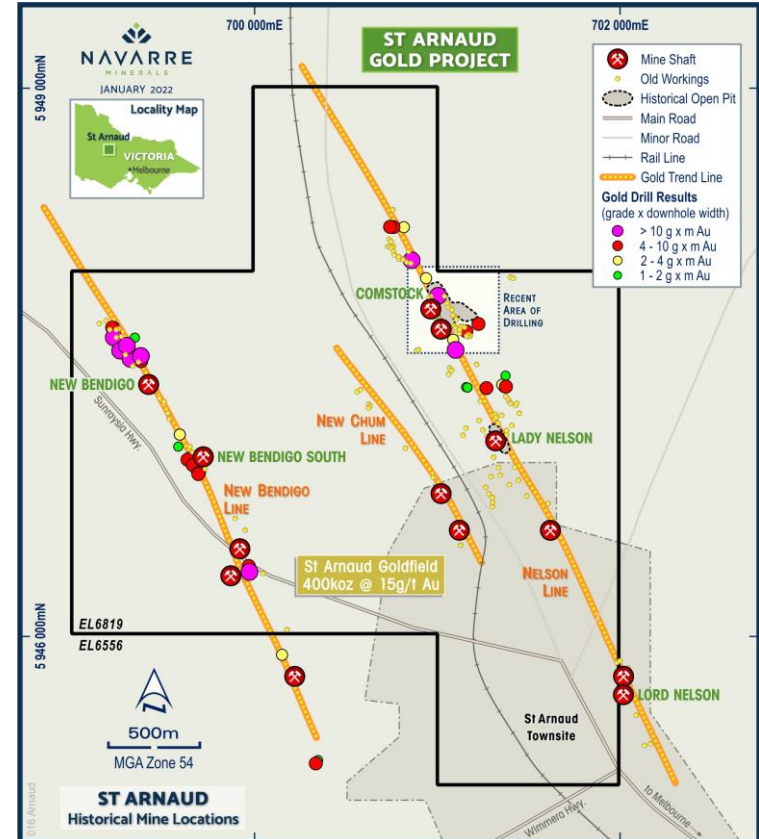 700 000mE
702 000mE
NAVARRE
MINERALS
JANUARY 2022
ST ARNAUD
GOLD PROJECT
5 949 000mN
Locality Map
St Arnaud
VICTORIA
Melbourne
Mine Shaft
Old Workings
Historical Open Pit
Main Road
Minor Road
Rail Line
Gold Trend Line
Gold Drill Results
(grade x downhole width)
> 10 g x m Au
4 - 10 g x m Au
2 - 4 g x m Au
1 - 2 g x m Au
COMSTOCK
RECENT
AREA OF
DRILLING
NEW BENDIGO
Sunraysia Hwy.
NEW CHUM
LINE
LADY NELSON
NEW BENDIGO SOUTH
NEW BENDIGO
LINE
St Arnaud Goldfield
400koz @ 15g/t Au
NELSON
LINE
5 946 000mN
EL6819
EL6556
LORD NELSON
500m
MGA Zone 54
St Arnaud
Townsite
to Melbourne
Wimmera Hwy.
ST ARNAUD
Historical Mine Locations
016 Arnaud